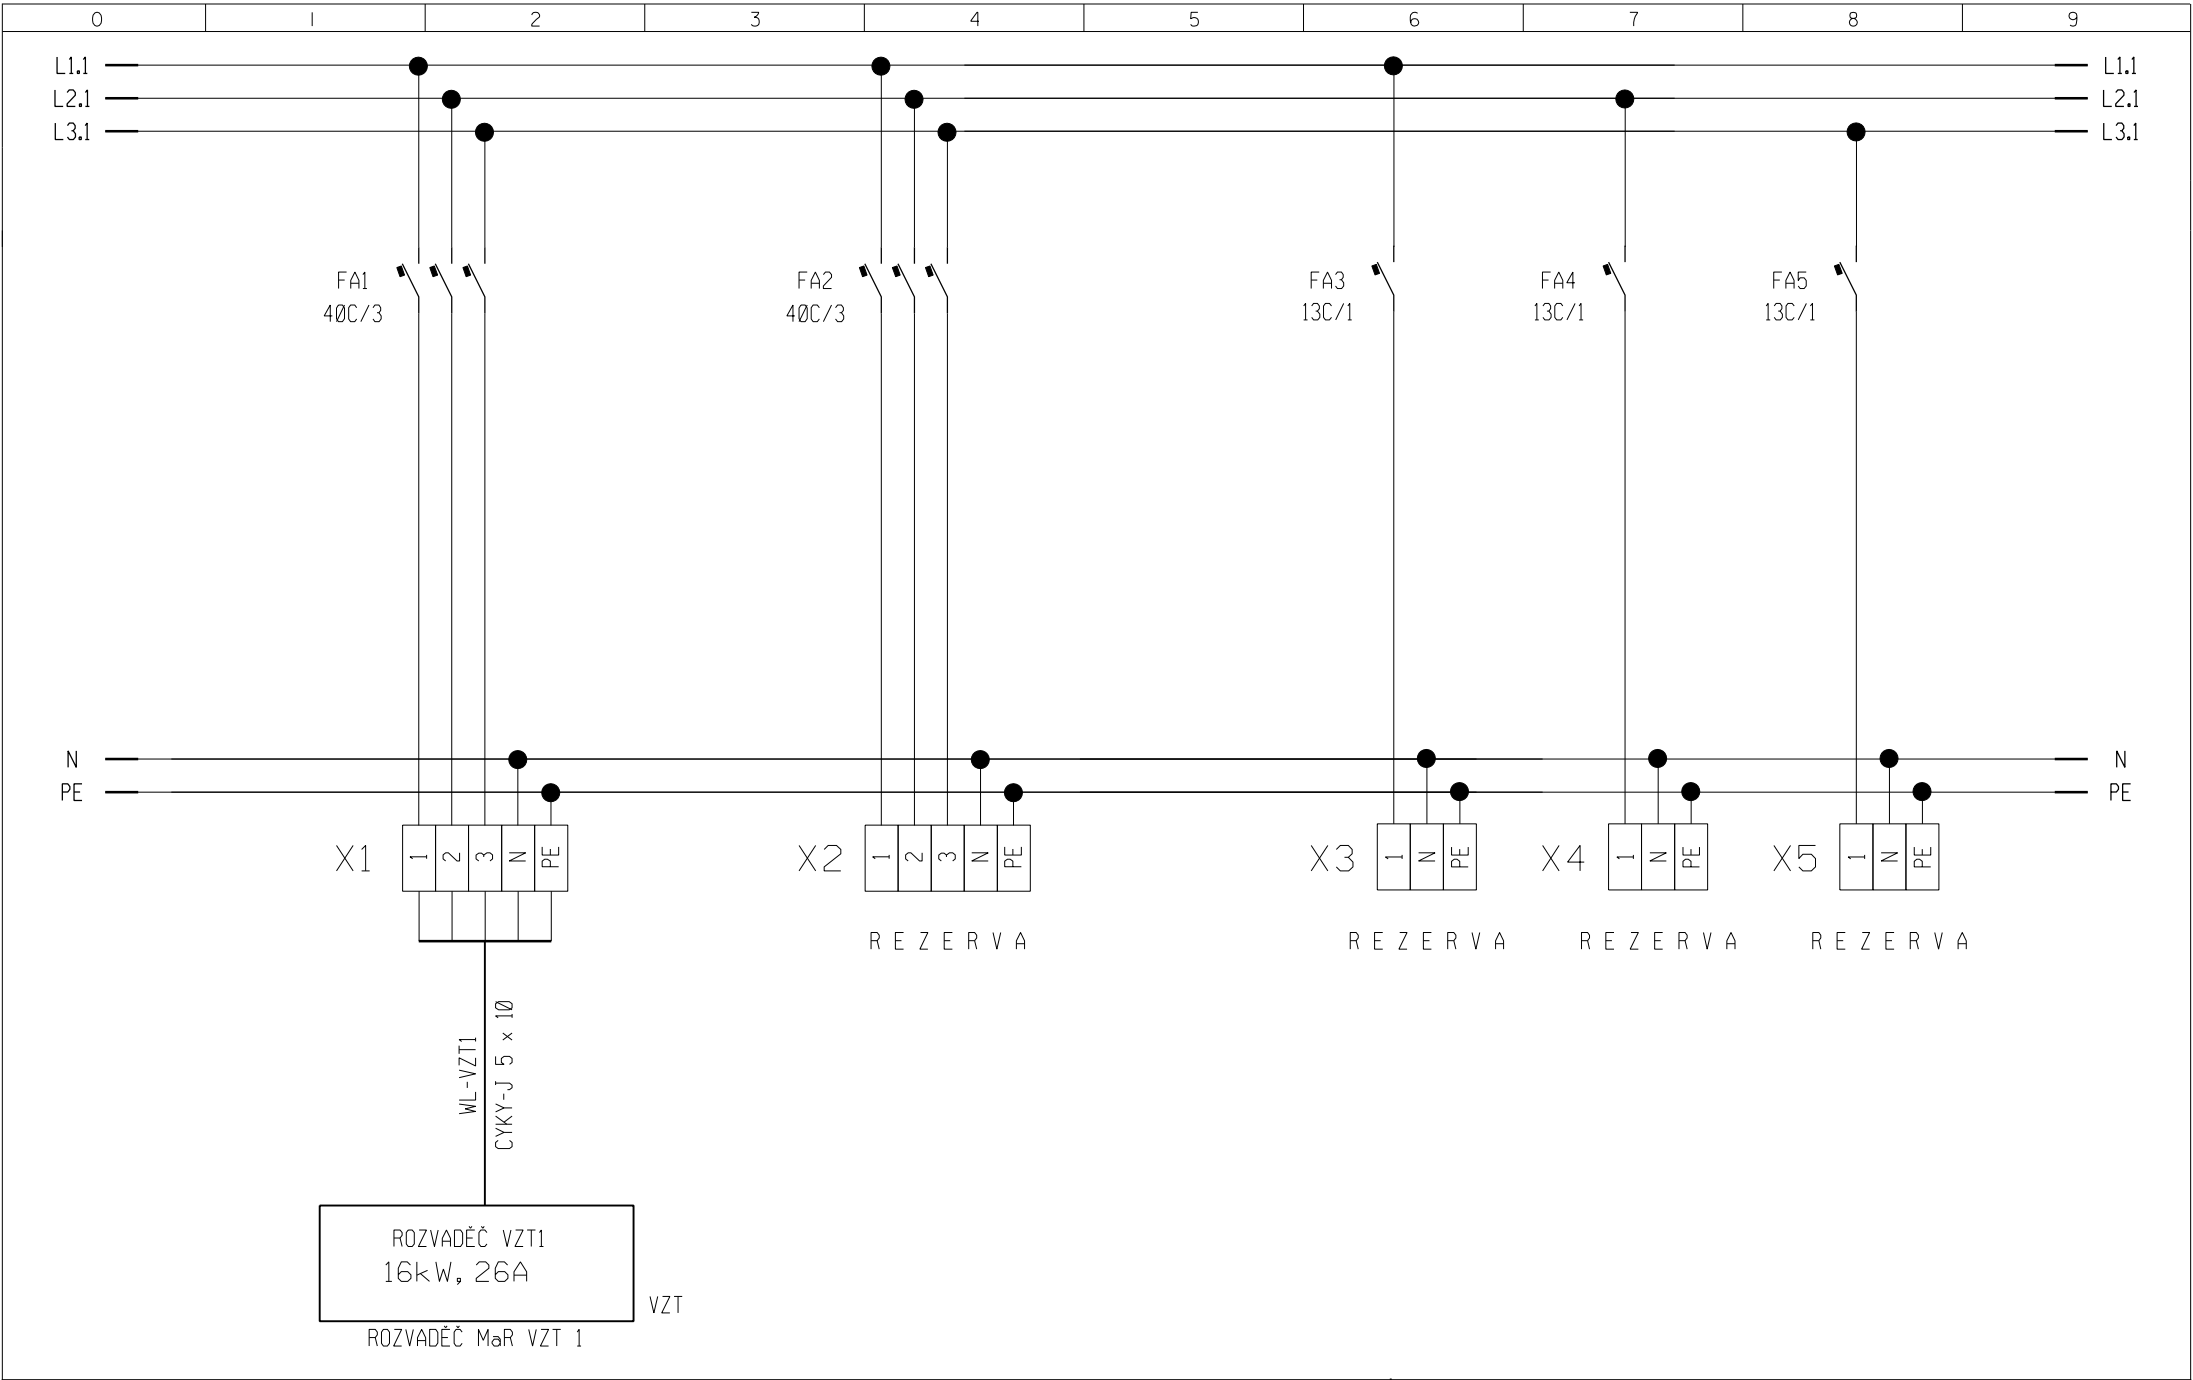 0 1 2 3 4 5 6 7 8 9
L1.1 L1.1
L2.1 L2.1
L3.1 L3.1
FA1 FA2 FA3 FA4 FA5
40C/3 40C/3 13C/1 13C/1 13C/1
N N
PE PE
X1 1 2 3 N PE X2 1 2 3 N PE X3 1 N PE X4 1 N PE X5 1 N PE
R E Z E R V A R E Z E R V A R E Z E R V A R E Z E R V A
WL-VZT1
CYKY-J 5 x 10
ROZVADĚČ VZT1
16kW, 26A
VZT
ROZVADĚČ MaR VZT 1